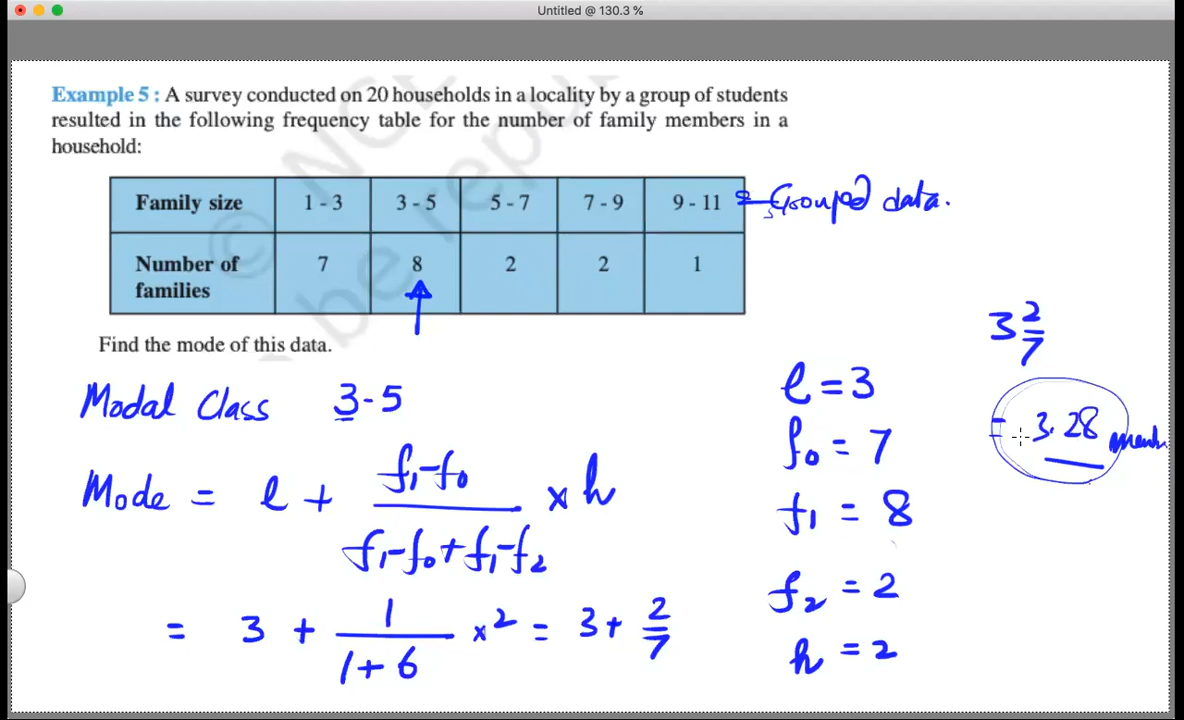 Untitled @ 130.3 %
Example 5 : A survey conducted on 20 households in a locality by a group of students
resulted in the following frequency table for the number of family members in a
household:
Family size 1 - 3 3 - 5 5 - 7 7 - 9 9 - 11
Grouped data.
Number of families 7 8 2 2 1
Find the mode of this data.
3 2/7
Modal Class 3-5
l = 3
= 3.28
f0 = 7
Mode = l + f1-f0 / f1-f0+f1-f2 x h
f1 = 8
f2 = 2
= 3 + 1 / 1+6 x 2 = 3 + 2/7
h = 2